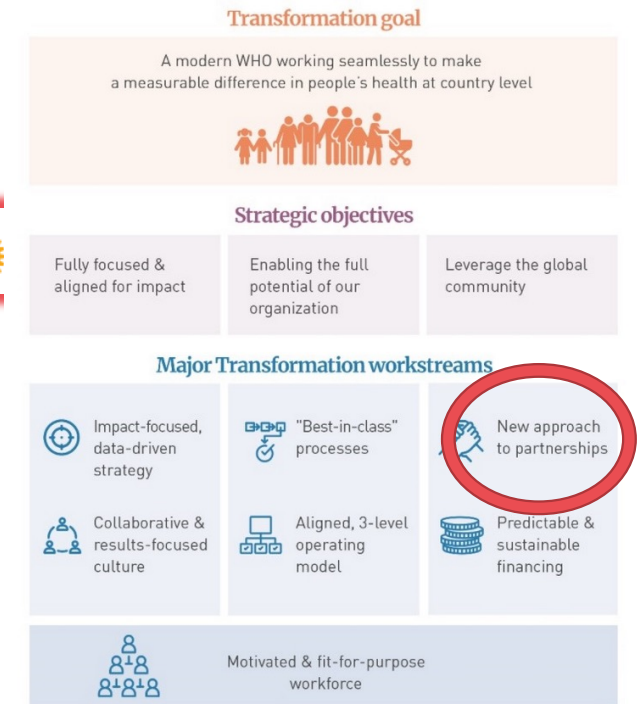 Transformation goal
A modern WHO working seamlessly to make
a measurable difference in people's health at country level
Strategic objectives
Fully focused &
aligned for impact
Enabling the full
potential of our
organization
Leverage the global
community
Major Transformation workstreams
Impact-focused,
data-driven
strategy
"Best-in-class"
processes
New approach
to partnerships
Collaborative &
results-focused
culture
Aligned, 3-level
operating
model
Predictable &
sustainable
financing
Motivated & fit-for-purpose
workforce